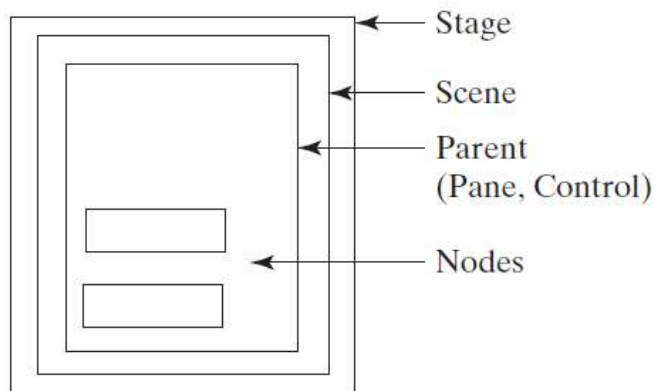 Stage
Scene
Parent
(Pane, Control)
Nodes